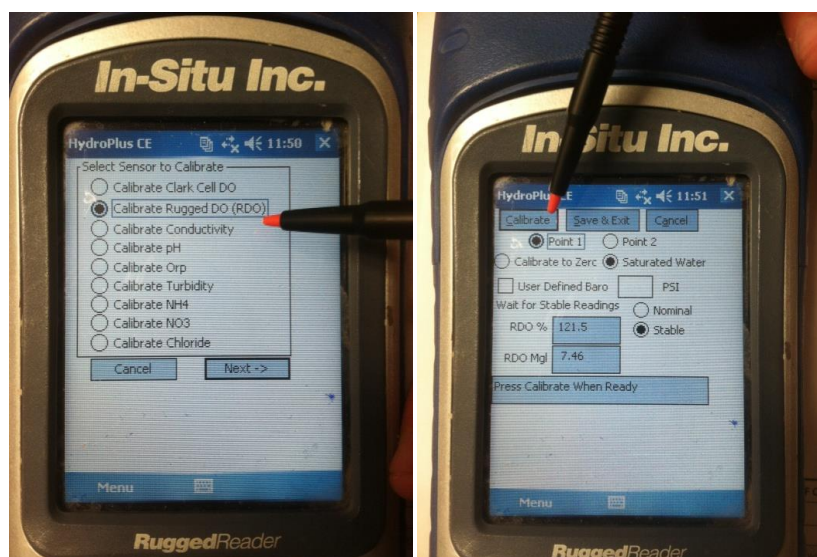 In-Situ Inc.
HydroPlus CE 11:50 X
Select Sensor to Calibrate
Calibrate Clark Cell DO
Calibrate Rugged DO (RDO)
Calibrate Conductivity
Calibrate pH
Calibrate Orp
Calibrate Turbidity
Calibrate NH4
Calibrate NO3
Calibrate Chloride
Cancel Next ->
Menu
RuggedReader
In-Situ Inc.
HydroPlus CE 11:51 X
Calibrate Save & Exit Cancel
Point 1 Point 2
Calibrate to Zero Saturated Water
User Defined Baro PSI
Wait for Stable Readings Nominal
RDO % 121.5 Stable
RDO Mgl 7.46
Press Calibrate When Ready
Menu
RuggedReader